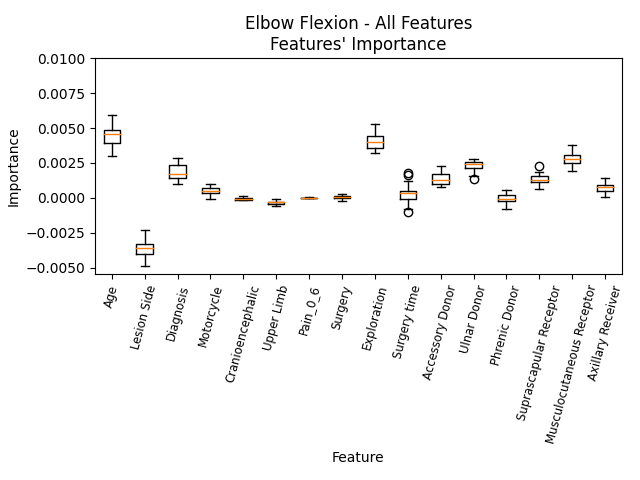 Elbow Flexion - All Features
Features' Importance
0.0100
0.0075
0.0050
0.0025
0.0000
−0.0025
−0.0050
Importance
Age
Lesion Side
Diagnosis
Motorcycle
Cranioencephalic
Upper Limb
Pain_0_6
Surgery
Exploration
Surgery time
Accessory Donor
Ulnar Donor
Phrenic Donor
Suprascapular Receptor
Musculocutaneous Receptor
Axillary Receiver
Feature